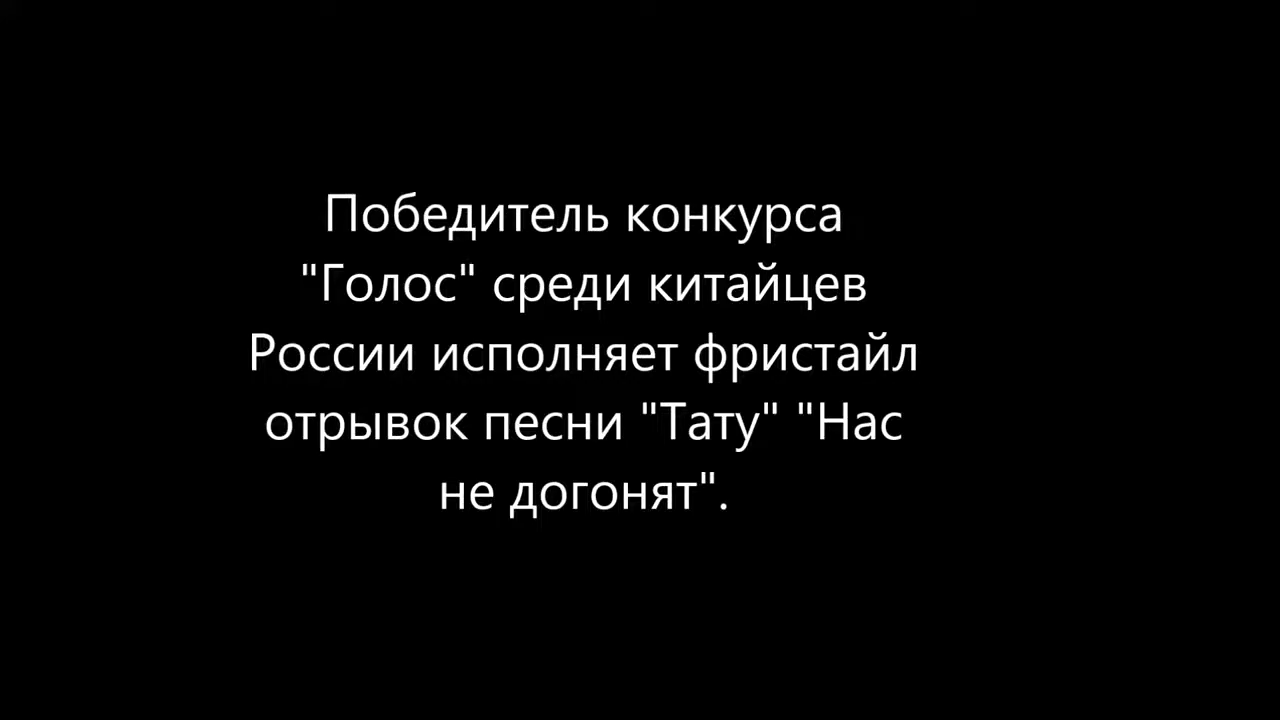 Победитель конкурса
"Голос" среди китайцев
России исполняет фристайл
отрывок песни "Тату" "Нас
не догонят".